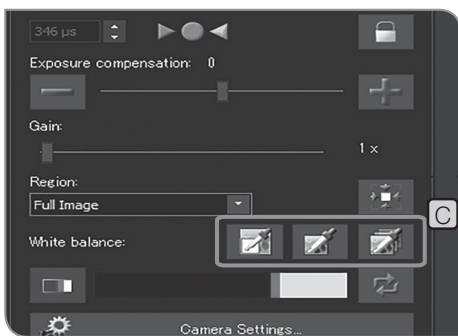 346 µs
Exposure compensation: 0
Gain:
1 x
Region:
Full Image
C
White balance:
Camera Settings...